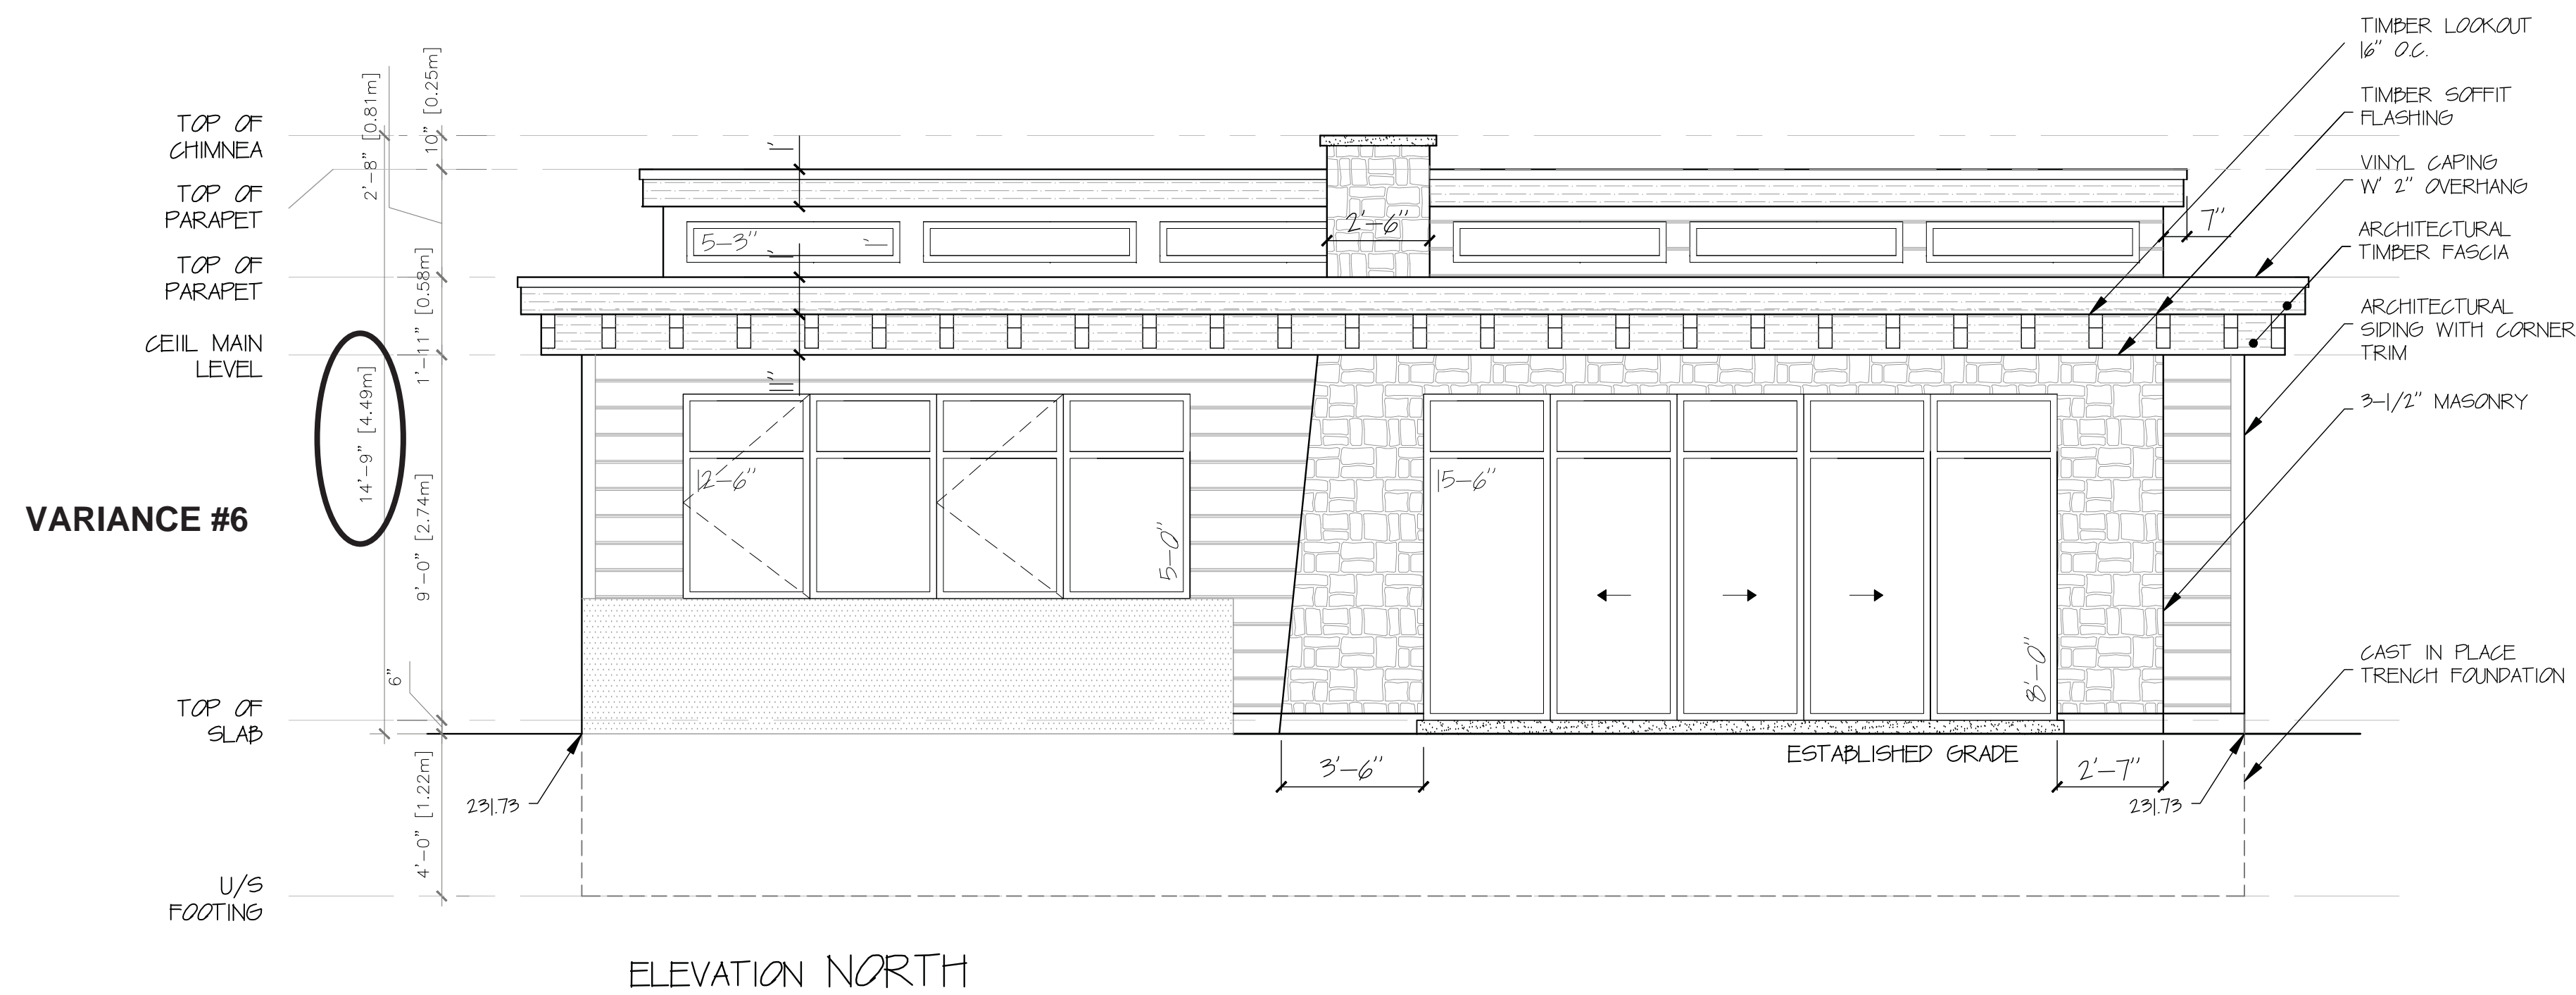 TIMBER LOOKOUT
16" O.C.
TIMBER SOFFIT
FLASHING
VINYL CAPING
W' 2" OVERHANG
ARCHITECTURAL
TIMBER FASCIA
ARCHITECTURAL
SIDING WITH CORNER
TRIM
3-1/2" MASONRY
CAST IN PLACE
TRENCH FOUNDATION
TOP OF
CHIMNEA
TOP OF
PARAPET
TOP OF
PARAPET
CEIIL MAIN
LEVEL
VARIANCE #6
TOP OF
SLAB
U/S
FOOTING
2'-8" [0.81m]
10" [0.25m]
1'-11" [0.58m]
14'-9" [4.49m]
9'-0" [2.74m]
6"
4'-0" [1.22m]
1'
5-3"
1'
1'
2'-6"
7"
11"
12-6"
5-0"
15-6"
8'-0"
ESTABLISHED GRADE
3'-6"
2'-7"
231.73
231.73
ELEVATION NORTH